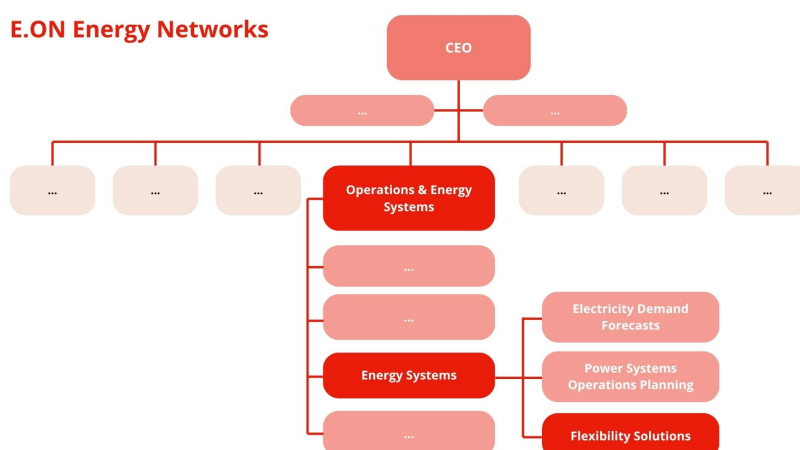 E.ON Energy Networks
CEO
...
...
...
...
...
Operations & Energy
Systems
...
...
...
...
...
Energy Systems
...
Electricity Demand
Forecasts
Power Systems
Operations Planning
Flexibility Solutions